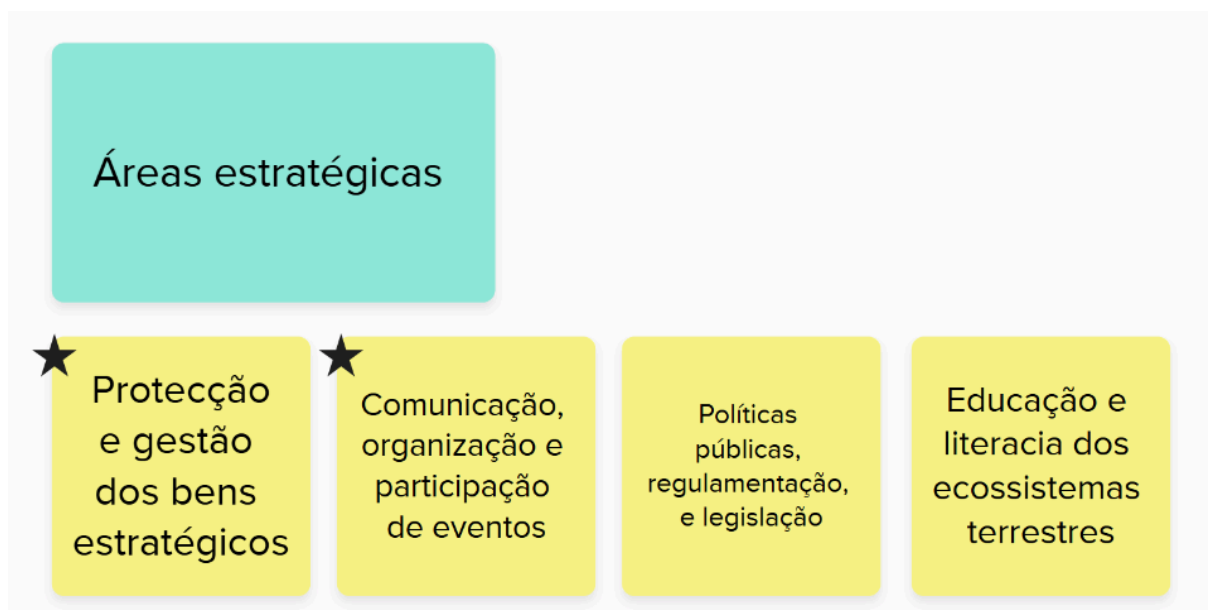 Áreas estratégicas
Protecção
e gestão
dos bens
estratégicos
Comunicação,
organização e
participação
de eventos
Políticas
públicas,
regulamentação,
e legislação
Educação e
literacia dos
ecossistemas
terrestres